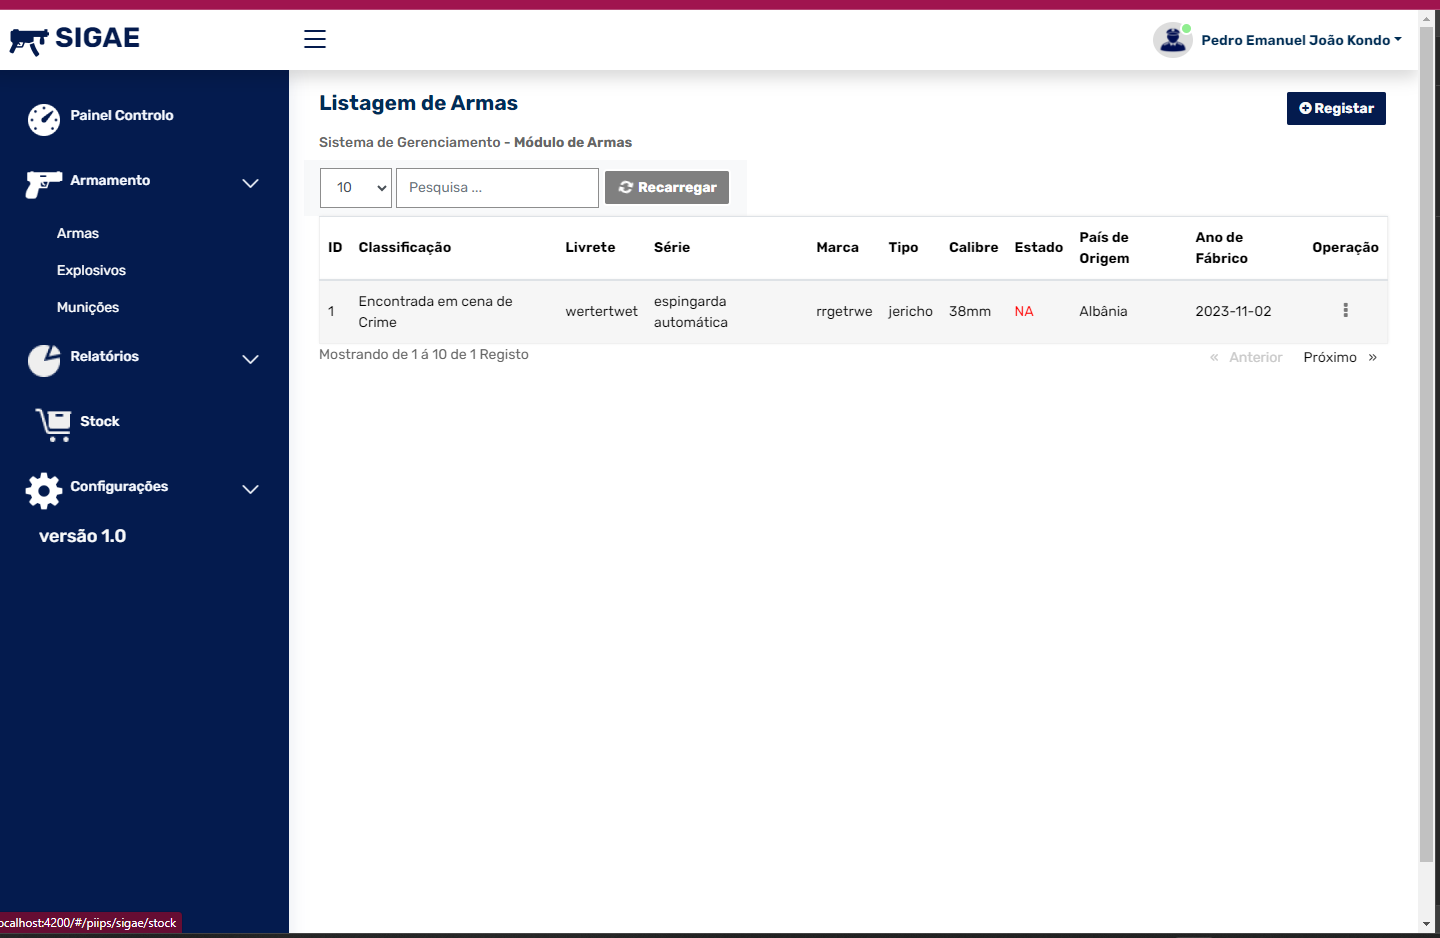 SIGAE
Pedro Emanuel João Kondo
Painel Controlo
Armamento
Armas
Explosivos
Munições
Relatórios
Stock
Configurações
versão 1.0
Listagem de Armas
Registar
Sistema de Gerenciamento - Módulo de Armas
10
Pesquisa ...
Recarregar
ID Classificação Livrete Série Marca Tipo Calibre Estado País de Origem Ano de Fábrico Operação
1 Encontrada em cena de Crime wertertwet espingarda automática rrgetrwe jericho 38mm NA Albânia 2023-11-02
Mostrando de 1 á 10 de 1 Registo
« Anterior Próximo »
ocalhost:4200/#/piips/sigae/stock